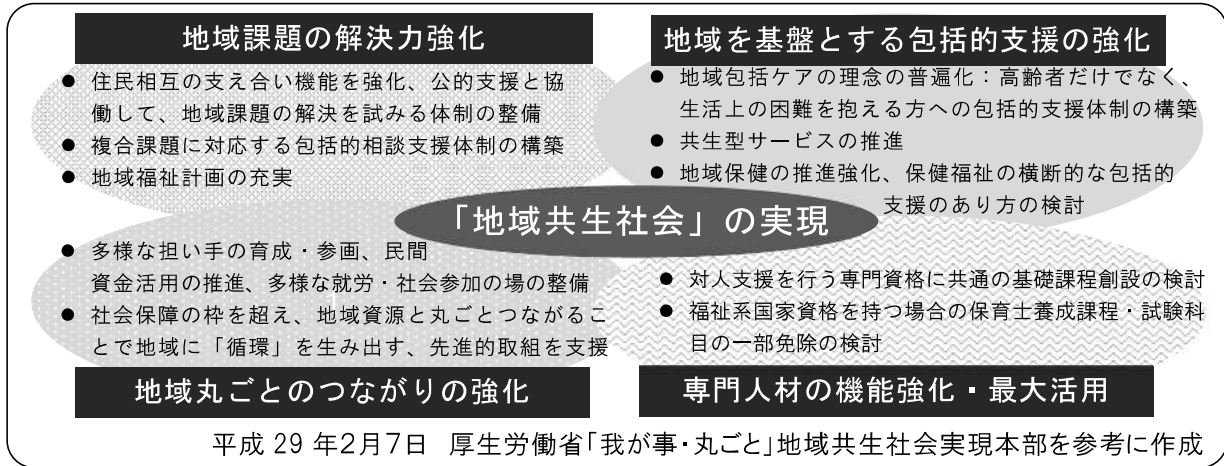 地域課題の解決力強化
● 住民相互の支え合い機能を強化、公的支援と協
働して、地域課題の解決を試みる体制の整備
● 複合課題に対応する包括的相談支援体制の構築
● 地域福祉計画の充実
地域を基盤とする包括的支援の強化
● 地域包括ケアの理念の普遍化：高齢者だけでなく、
生活上の困難を抱える方への包括的支援体制の構築
● 共生型サービスの推進
● 地域保健の推進強化、保健福祉の横断的な包括的
支援のあり方の検討
「地域共生社会」の実現
● 多様な担い手の育成・参画、民間
資金活用の推進、多様な就労・社会参加の場の整備
● 社会保障の枠を超え、地域資源と丸ごとつながるこ
とで地域に「循環」を生み出す、先進的取組を支援
地域丸ごとのつながりの強化
● 対人支援を行う専門資格に共通の基礎課程創設の検討
● 福祉系国家資格を持つ場合の保育士養成課程・試験科
目の一部免除の検討
専門人材の機能強化・最大活用
平成 29 年2月7日　厚生労働省「我が事・丸ごと」地域共生社会実現本部を参考に作成